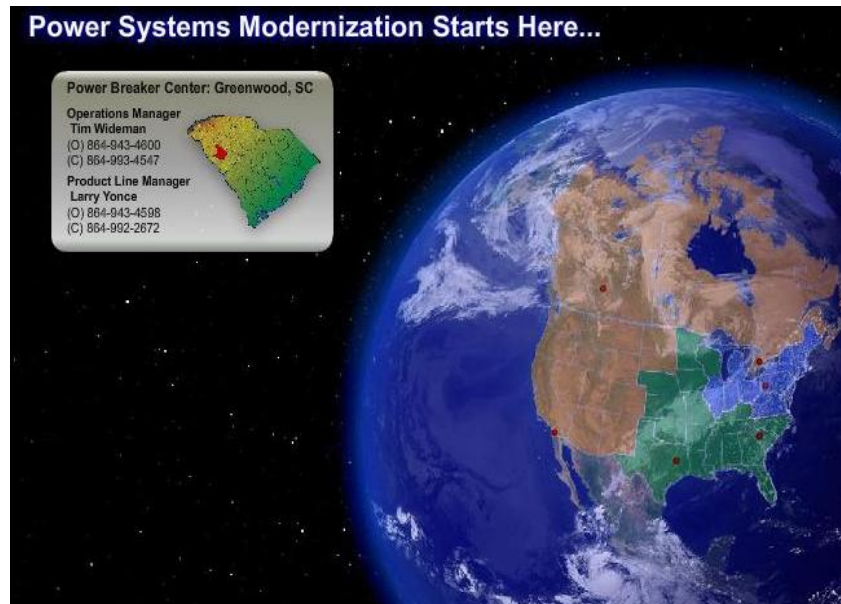 Power Systems Modernization Starts Here...
Power Breaker Center: Greenwood, SC
Operations Manager
Tim Wideman
(O) 864-943-4600
(C) 864-993-4547
Product Line Manager
Larry Yonce
(O) 864-943-4598
(C) 864-992-2672